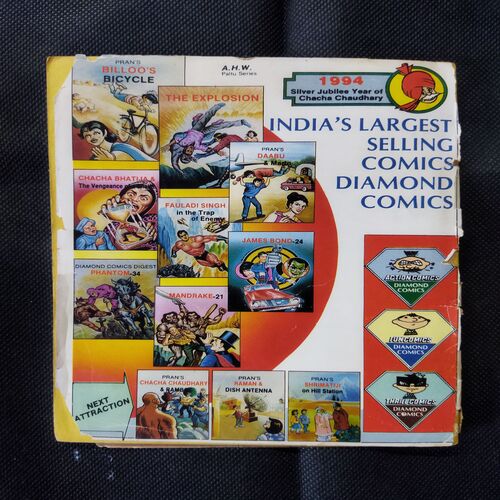 PRAN'S
BILLOO'S
BICYCLE
A.H.W.
Paltu Series
1994
Silver Jubilee Year of
Chacha Chaudhary
THE EXPLOSION
INDIA'S LARGEST
SELLING
COMICS
DIAMOND
COMICS
PRAN'S
DAABU
CHACHA BHATIJA &
The Vengeance of
FAULADI SINGH
in the Trap
of Enemy
JAMES BOND-24
DIAMOND COMICS DIGEST
PHANTOM-34
MANDRAKE-21
ACTION COMICS
DIAMOND
COMICS
FUN COMICS
DIAMOND
COMICS
THRIL COMICS
DIAMOND
COMICS
NEXT
ATTRACTION
PRAN'S
CHACHA CHAUDHARY
&
PRAN'S
RAMAN &
DISH ANTENNA
PRAN'S
SHRIMATIJI
on Hill Station